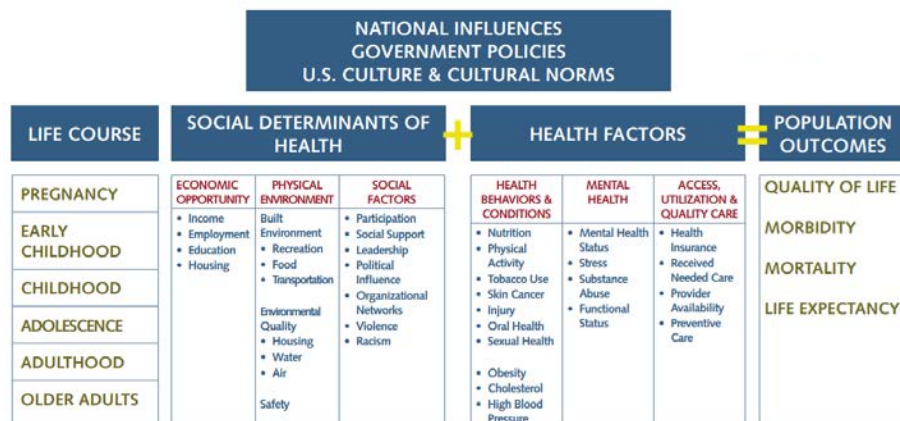 NATIONAL INFLUENCES
GOVERNMENT POLICIES
U.S. CULTURE & CULTURAL NORMS
LIFE COURSE
SOCIAL DETERMINANTS OF
HEALTH
+
HEALTH FACTORS
=
POPULATION
OUTCOMES
PREGNANCY
EARLY
CHILDHOOD
CHILDHOOD
ADOLESCENCE
ADULTHOOD
OLDER ADULTS
ECONOMIC
OPPORTUNITY
• Income
• Employment
• Education
• Housing
PHYSICAL
ENVIRONMENT
Built
Environment
• Recreation
• Food
• Transportation
Environmental
Quality
• Housing
• Water
• Air
Safety
SOCIAL
FACTORS
• Participation
• Social Support
• Leadership
• Political
Influence
• Organizational
Networks
• Violence
• Racism
HEALTH
BEHAVIORS &
CONDITIONS
• Nutrition
• Physical
Activity
• Tobacco Use
• Skin Cancer
• Injury
• Oral Health
• Sexual Health
• Obesity
• Cholesterol
• High Blood
Pressure
MENTAL
HEALTH
• Mental Health
Status
• Stress
• Substance
Abuse
• Functional
Status
ACCESS,
UTILIZATION &
QUALITY CARE
• Health
Insurance
• Received
Needed Care
• Provider
Availability
• Preventive
Care
QUALITY OF LIFE
MORBIDITY
MORTALITY
LIFE EXPECTANCY